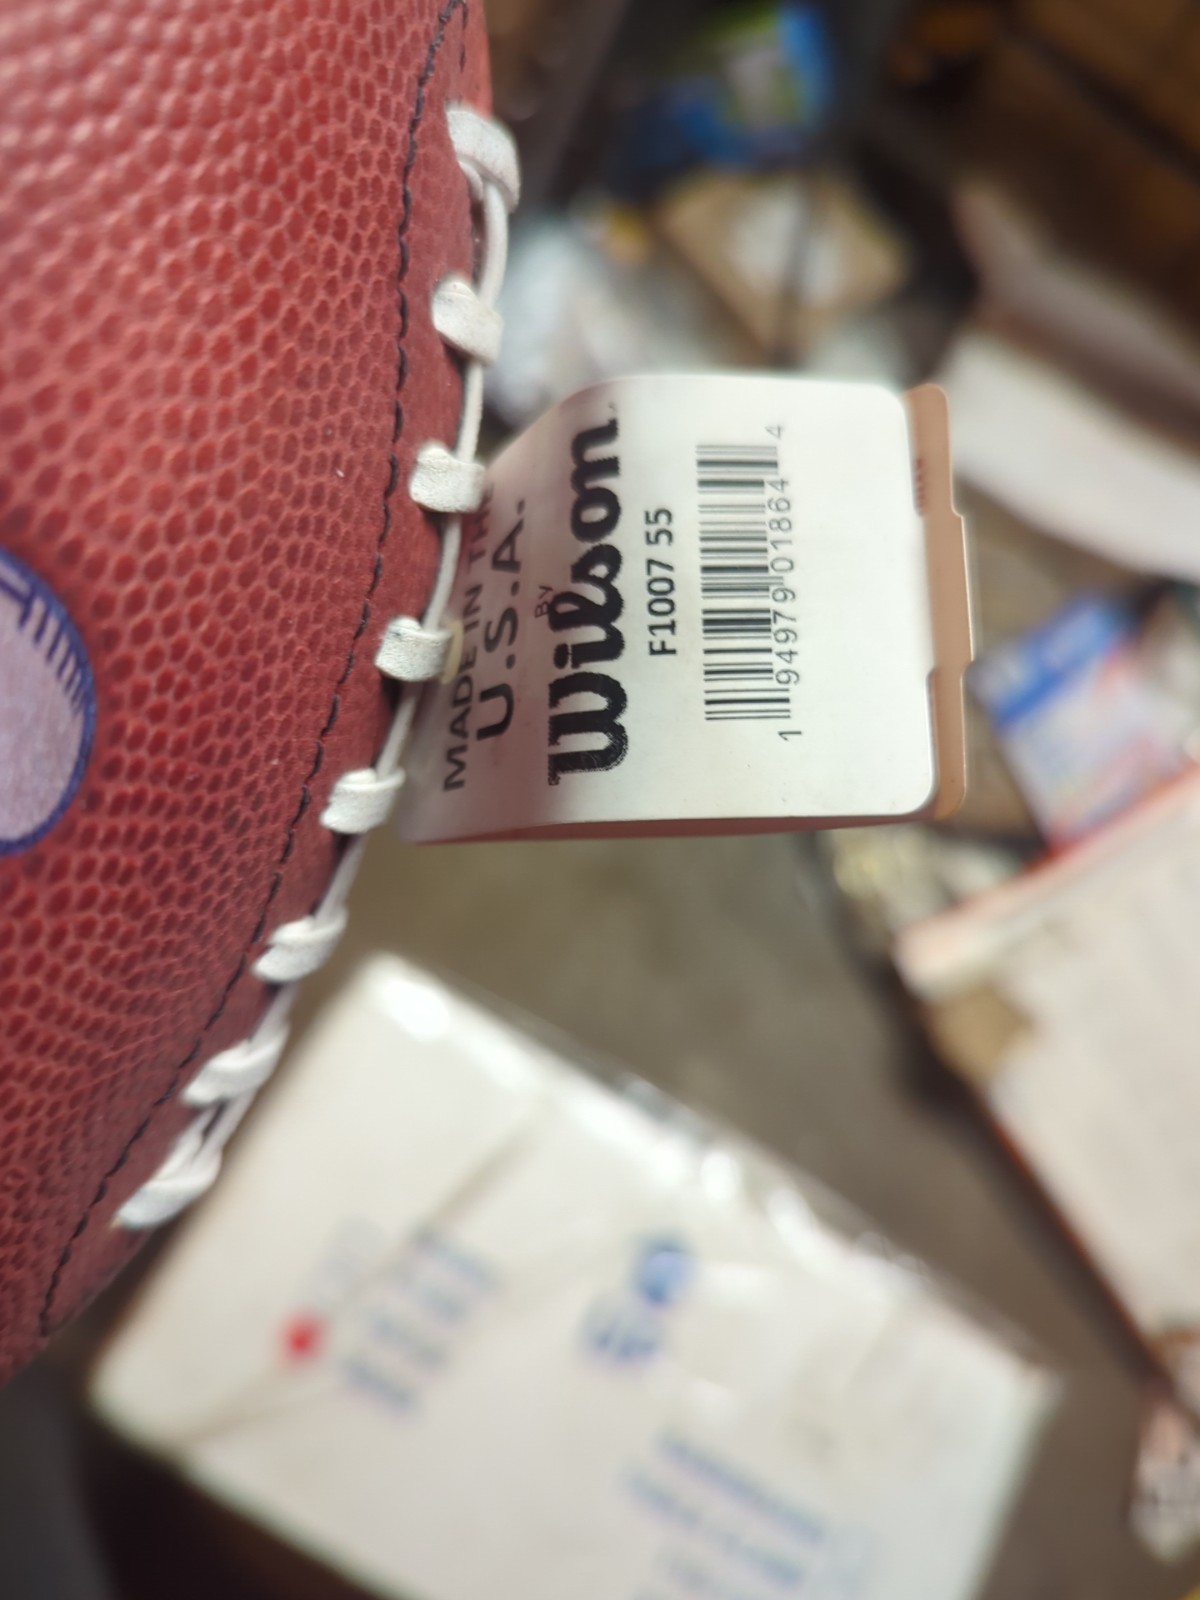 MADE IN THE
U.S.A.
By
Wilson.
F1007 55
1 94979 01864 4